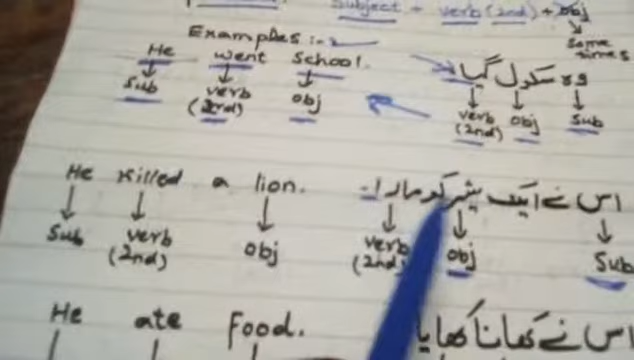 Subject + verb (2nd) + obj
Some times
Examples:-
He went School. وہ سکول گیا
Sub verb (2nd) obj verb (2nd) obj Sub
He Killed a lion. اس نے ایک شیر کو مارا۔
Sub verb (2nd) obj verb (2nd) obj Sub
He ate Food. اس نے کھانا کھایا